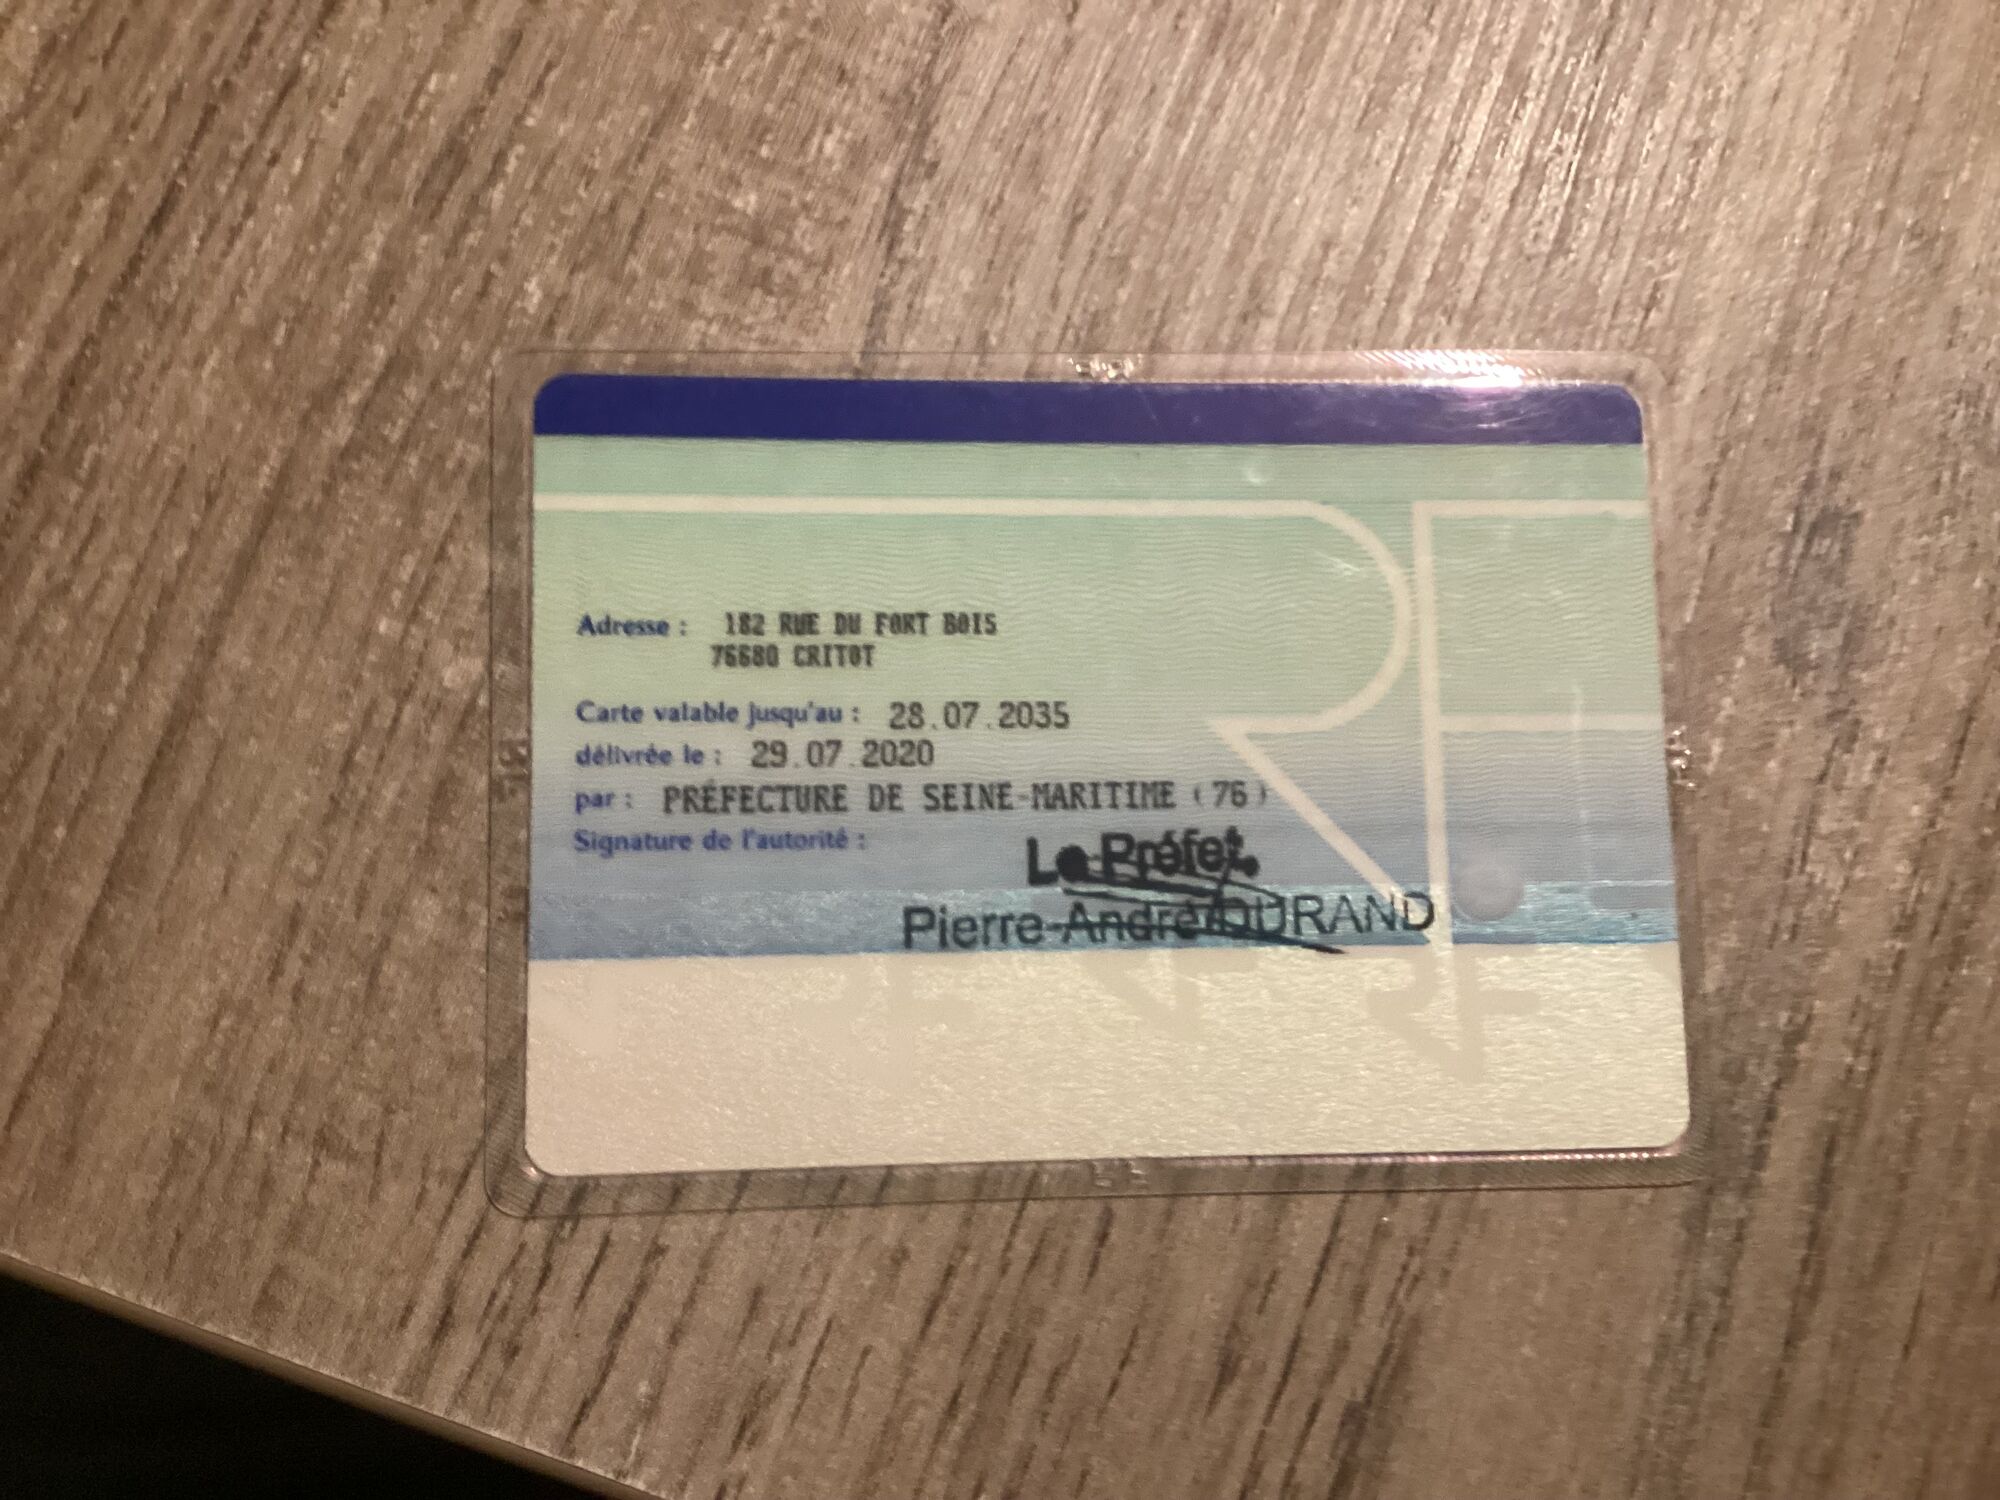 Adresse : 182 RUE DU FORT BOIS
76680 CRITOT
Carte valable jusqu'au : 28.07.2035
délivrée le : 29.07.2020
par : PRÉFECTURE DE SEINE-MARITIME (76)
Signature de l'autorité :
Le Préfet,
Pierre-André DURAND
RF